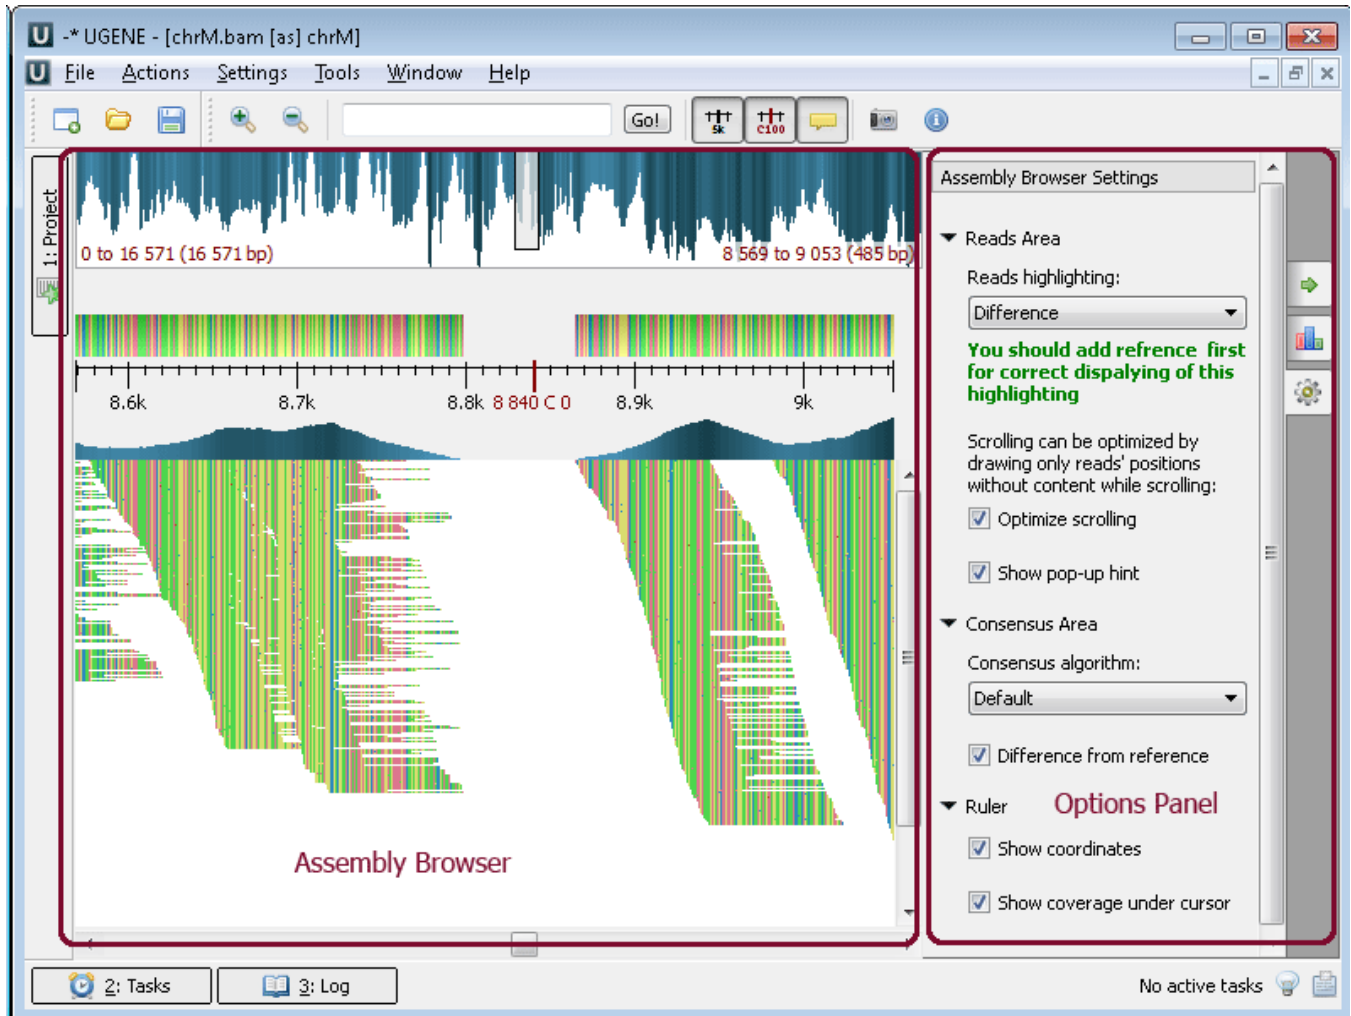 -* UGENE - [chrM.bam [as] chrM]
File Actions Settings Tools Window Help
Go!
5k
C100
1: Project
0 to 16 571 (16 571 bp)
8 569 to 9 053 (485 bp)
8.6k 8.7k 8.8k 8 840 C 0 8.9k 9k
Assembly Browser
Assembly Browser Settings
Reads Area
Reads highlighting:
Difference
You should add refrence first
for correct dispalying of this
highlighting
Scrolling can be optimized by
drawing only reads' positions
without content while scrolling:
Optimize scrolling
Show pop-up hint
Consensus Area
Consensus algorithm:
Default
Difference from reference
Ruler
Options Panel
Show coordinates
Show coverage under cursor
2: Tasks
3: Log
No active tasks